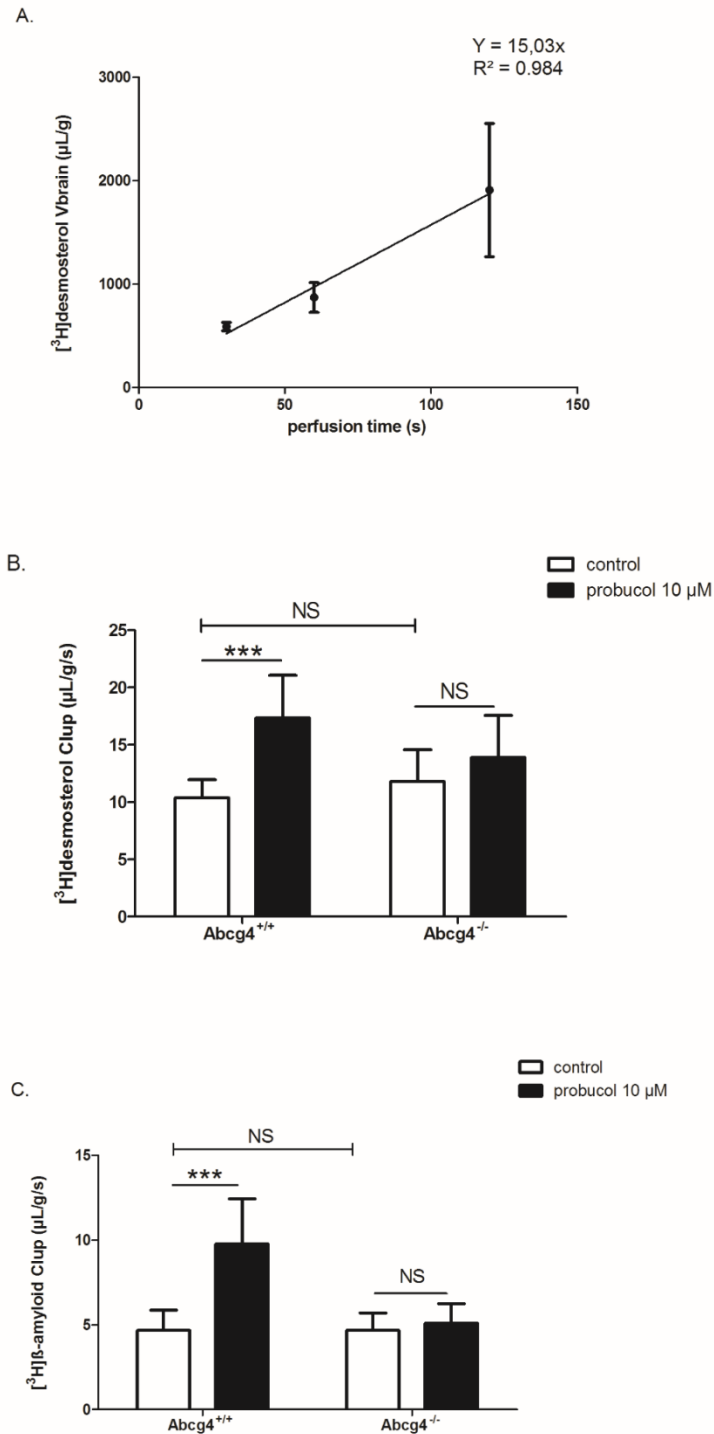 A.
Y = 15,03x
R² = 0.984
[³H]desmosterol Vbrain (µL/g)
3000
2000
1000
0
0 50 100 150
perfusion time (s)
B.
control
probucol 10 µM
[³H]desmosterol Clup (µL/g/s)
25
20
15
10
5
0
NS
***
NS
Abcg4⁺/⁺ Abcg4⁻/⁻
C.
control
probucol 10 µM
[³H]ß-amyloid Clup (µL/g/s)
15
10
5
0
NS
***
NS
Abcg4⁺/⁺ Abcg4⁻/⁻